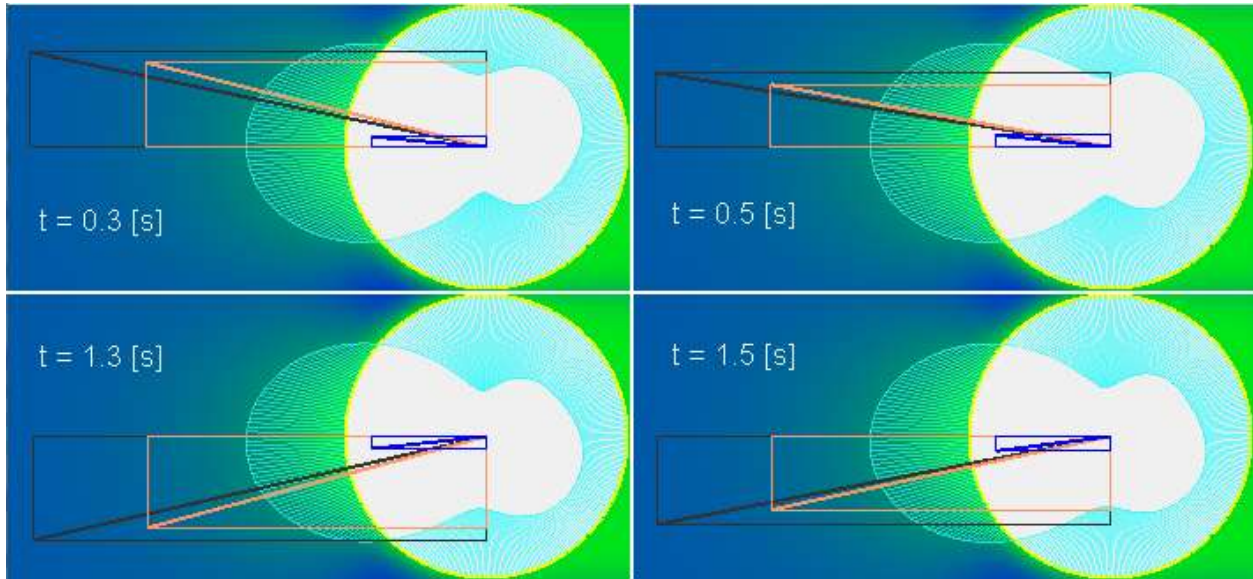 t = 0.3 [s]
t = 0.5 [s]
t = 1.3 [s]
t = 1.5 [s]